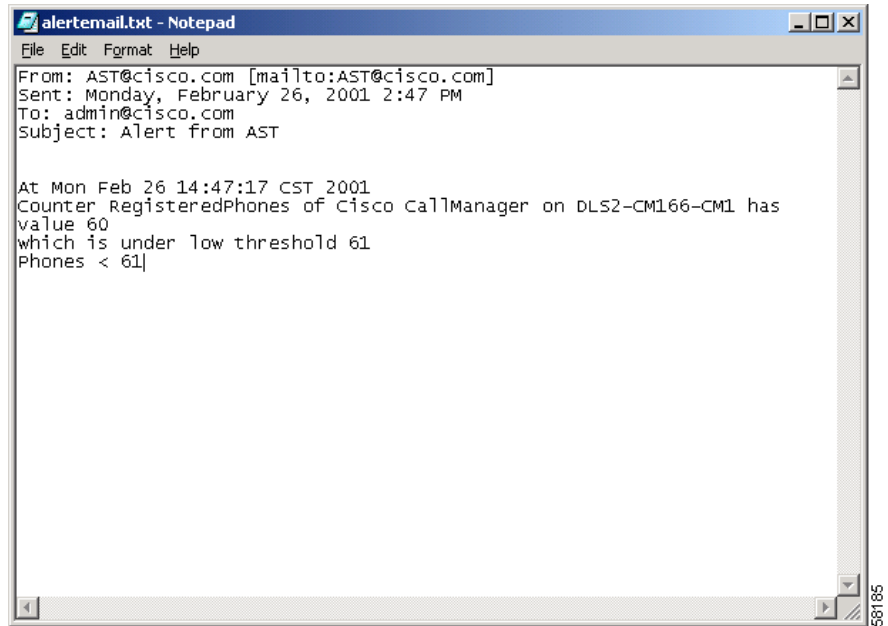 alertemail.txt - Notepad
File Edit Format Help
From: AST@cisco.com [mailto:AST@cisco.com]
Sent: Monday, February 26, 2001 2:47 PM
To: admin@cisco.com
Subject: Alert from AST
At Mon Feb 26 14:47:17 CST 2001
Counter RegisteredPhones of Cisco CallManager on DLS2-CM166-CM1 has
value 60
which is under low threshold 61
Phones < 61
58185